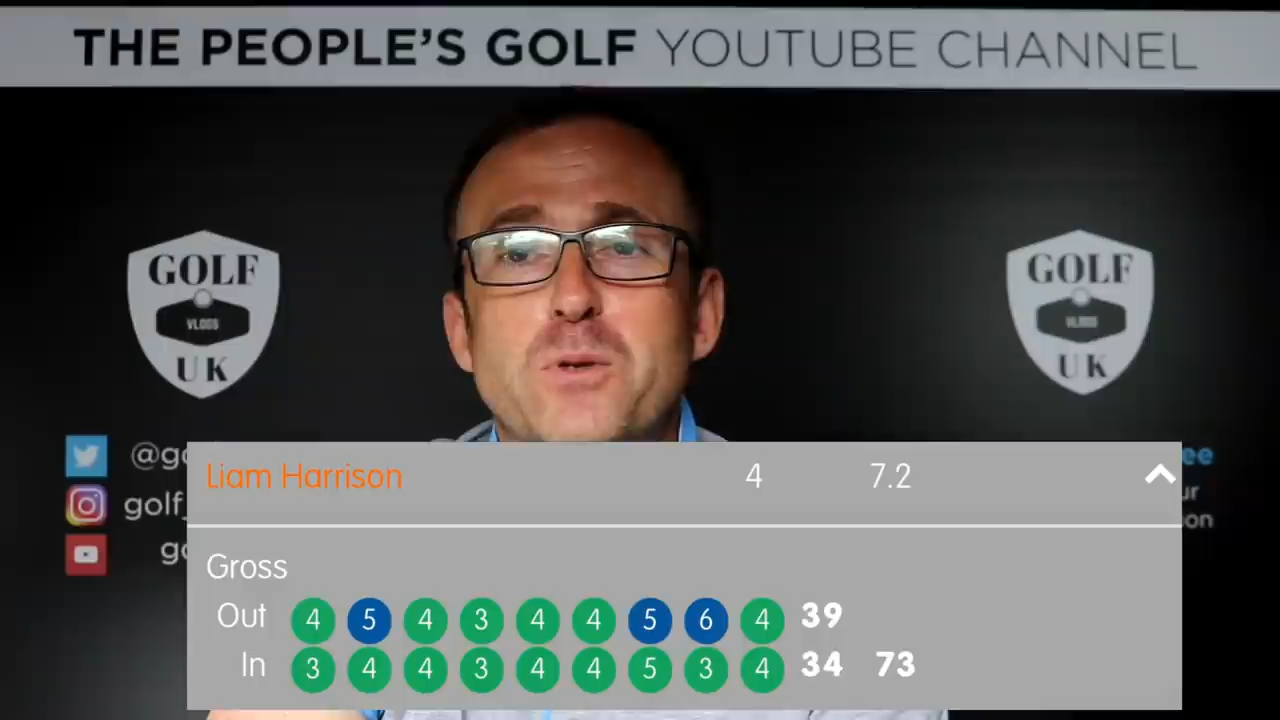 THE PEOPLE'S GOLF YOUTUBE CHANNEL
GOLF
VLOGS
UK
GOLF
VLOGS
UK
Liam Harrison 4 7.2
Gross
Out 4 5 4 3 4 4 5 6 4 39
In 3 4 4 3 4 4 5 3 4 34 73